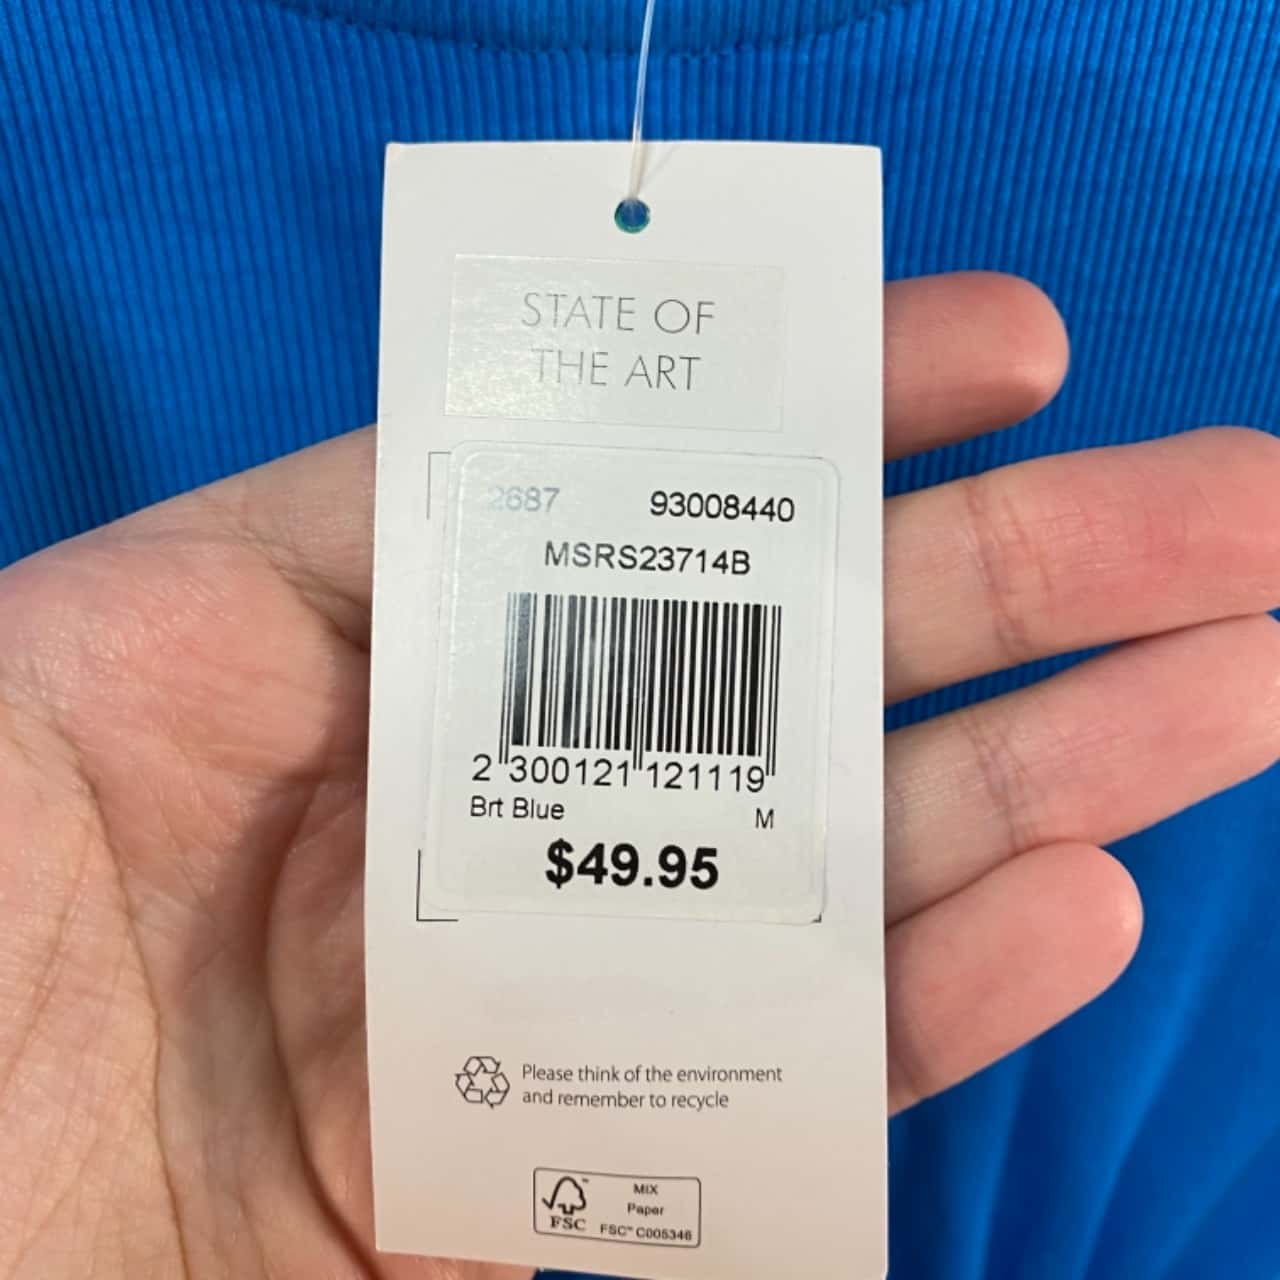 STATE OF
THE ART
2687 93008440
MSRS23714B
2 300121 121119
Brt Blue M
$49.95
Please think of the environment
and remember to recycle
MIX
Paper
FSC FSC™ C005346